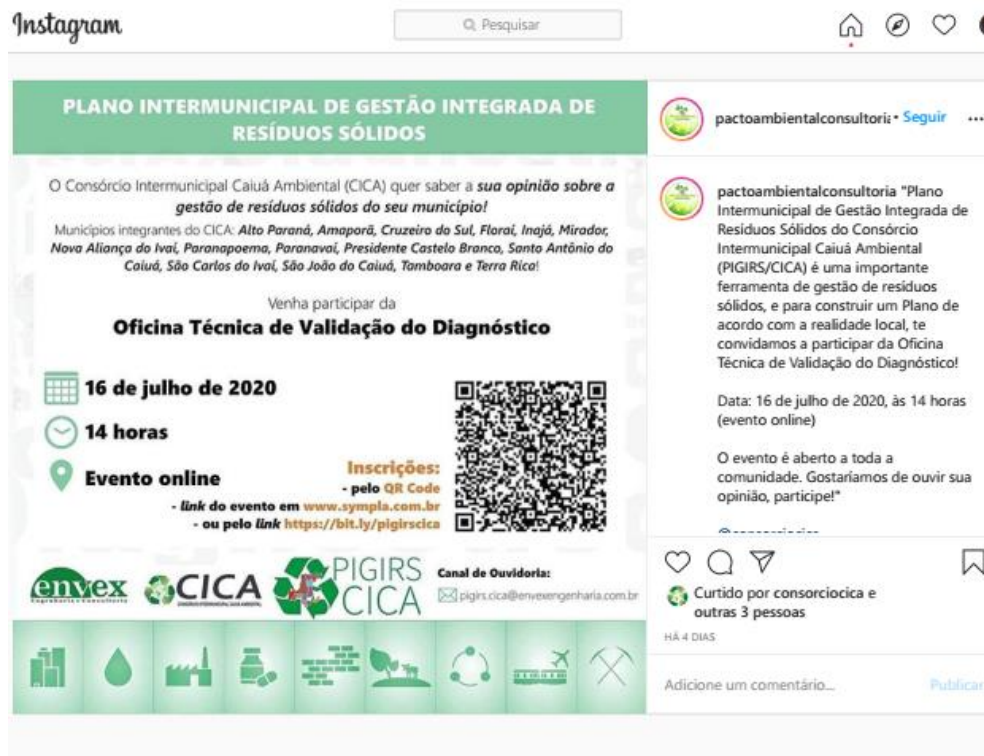 Instagram
Pesquisar
PLANO INTERMUNICIPAL DE GESTÃO INTEGRADA DE
RESÍDUOS SÓLIDOS
O Consórcio Intermunicipal Caiuá Ambiental (CICA) quer saber a sua opinião sobre a
gestão de resíduos sólidos do seu município!
Municípios integrantes do CICA: Alto Paraná, Amaporã, Cruzeiro do Sul, Floraí, Inajá, Mirador,
Nova Aliança do Ivaí, Paranapoema, Paranavaí, Presidente Castelo Branco, Santo Antônio do
Caiuá, São Carlos do Ivaí, São João do Caiuá, Tamboara e Terra Rica!
Venha participar da
Oficina Técnica de Validação do Diagnóstico
16 de julho de 2020
14 horas
Evento online
Inscrições:
- pelo QR Code
- link do evento em www.sympla.com.br
- ou pelo link https://bit.ly/pigirscica
envex
Engenharia e Consultoria
CICA
PIGIRS
CICA
Canal de Ouvidoria:
pigirs.cica@envexengenharia.com.br
pactoambientalconsultoria • Seguir
pactoambientalconsultoria "Plano
Intermunicipal de Gestão Integrada de
Resíduos Sólidos do Consórcio
Intermunicipal Caiuá Ambiental
(PIGIRS/CICA) é uma importante
ferramenta de gestão de resíduos
sólidos, e para construir um Plano de
acordo com a realidade local, te
convidamos a participar da Oficina
Técnica de Validação do Diagnóstico!
Data: 16 de julho de 2020, às 14 horas
(evento online)
O evento é aberto a toda a
comunidade. Gostaríamos de ouvir sua
opinião, participe!"
Curtido por consorciocica e
outras 3 pessoas
HÁ 4 DIAS
Adicione um comentário...
Publicar